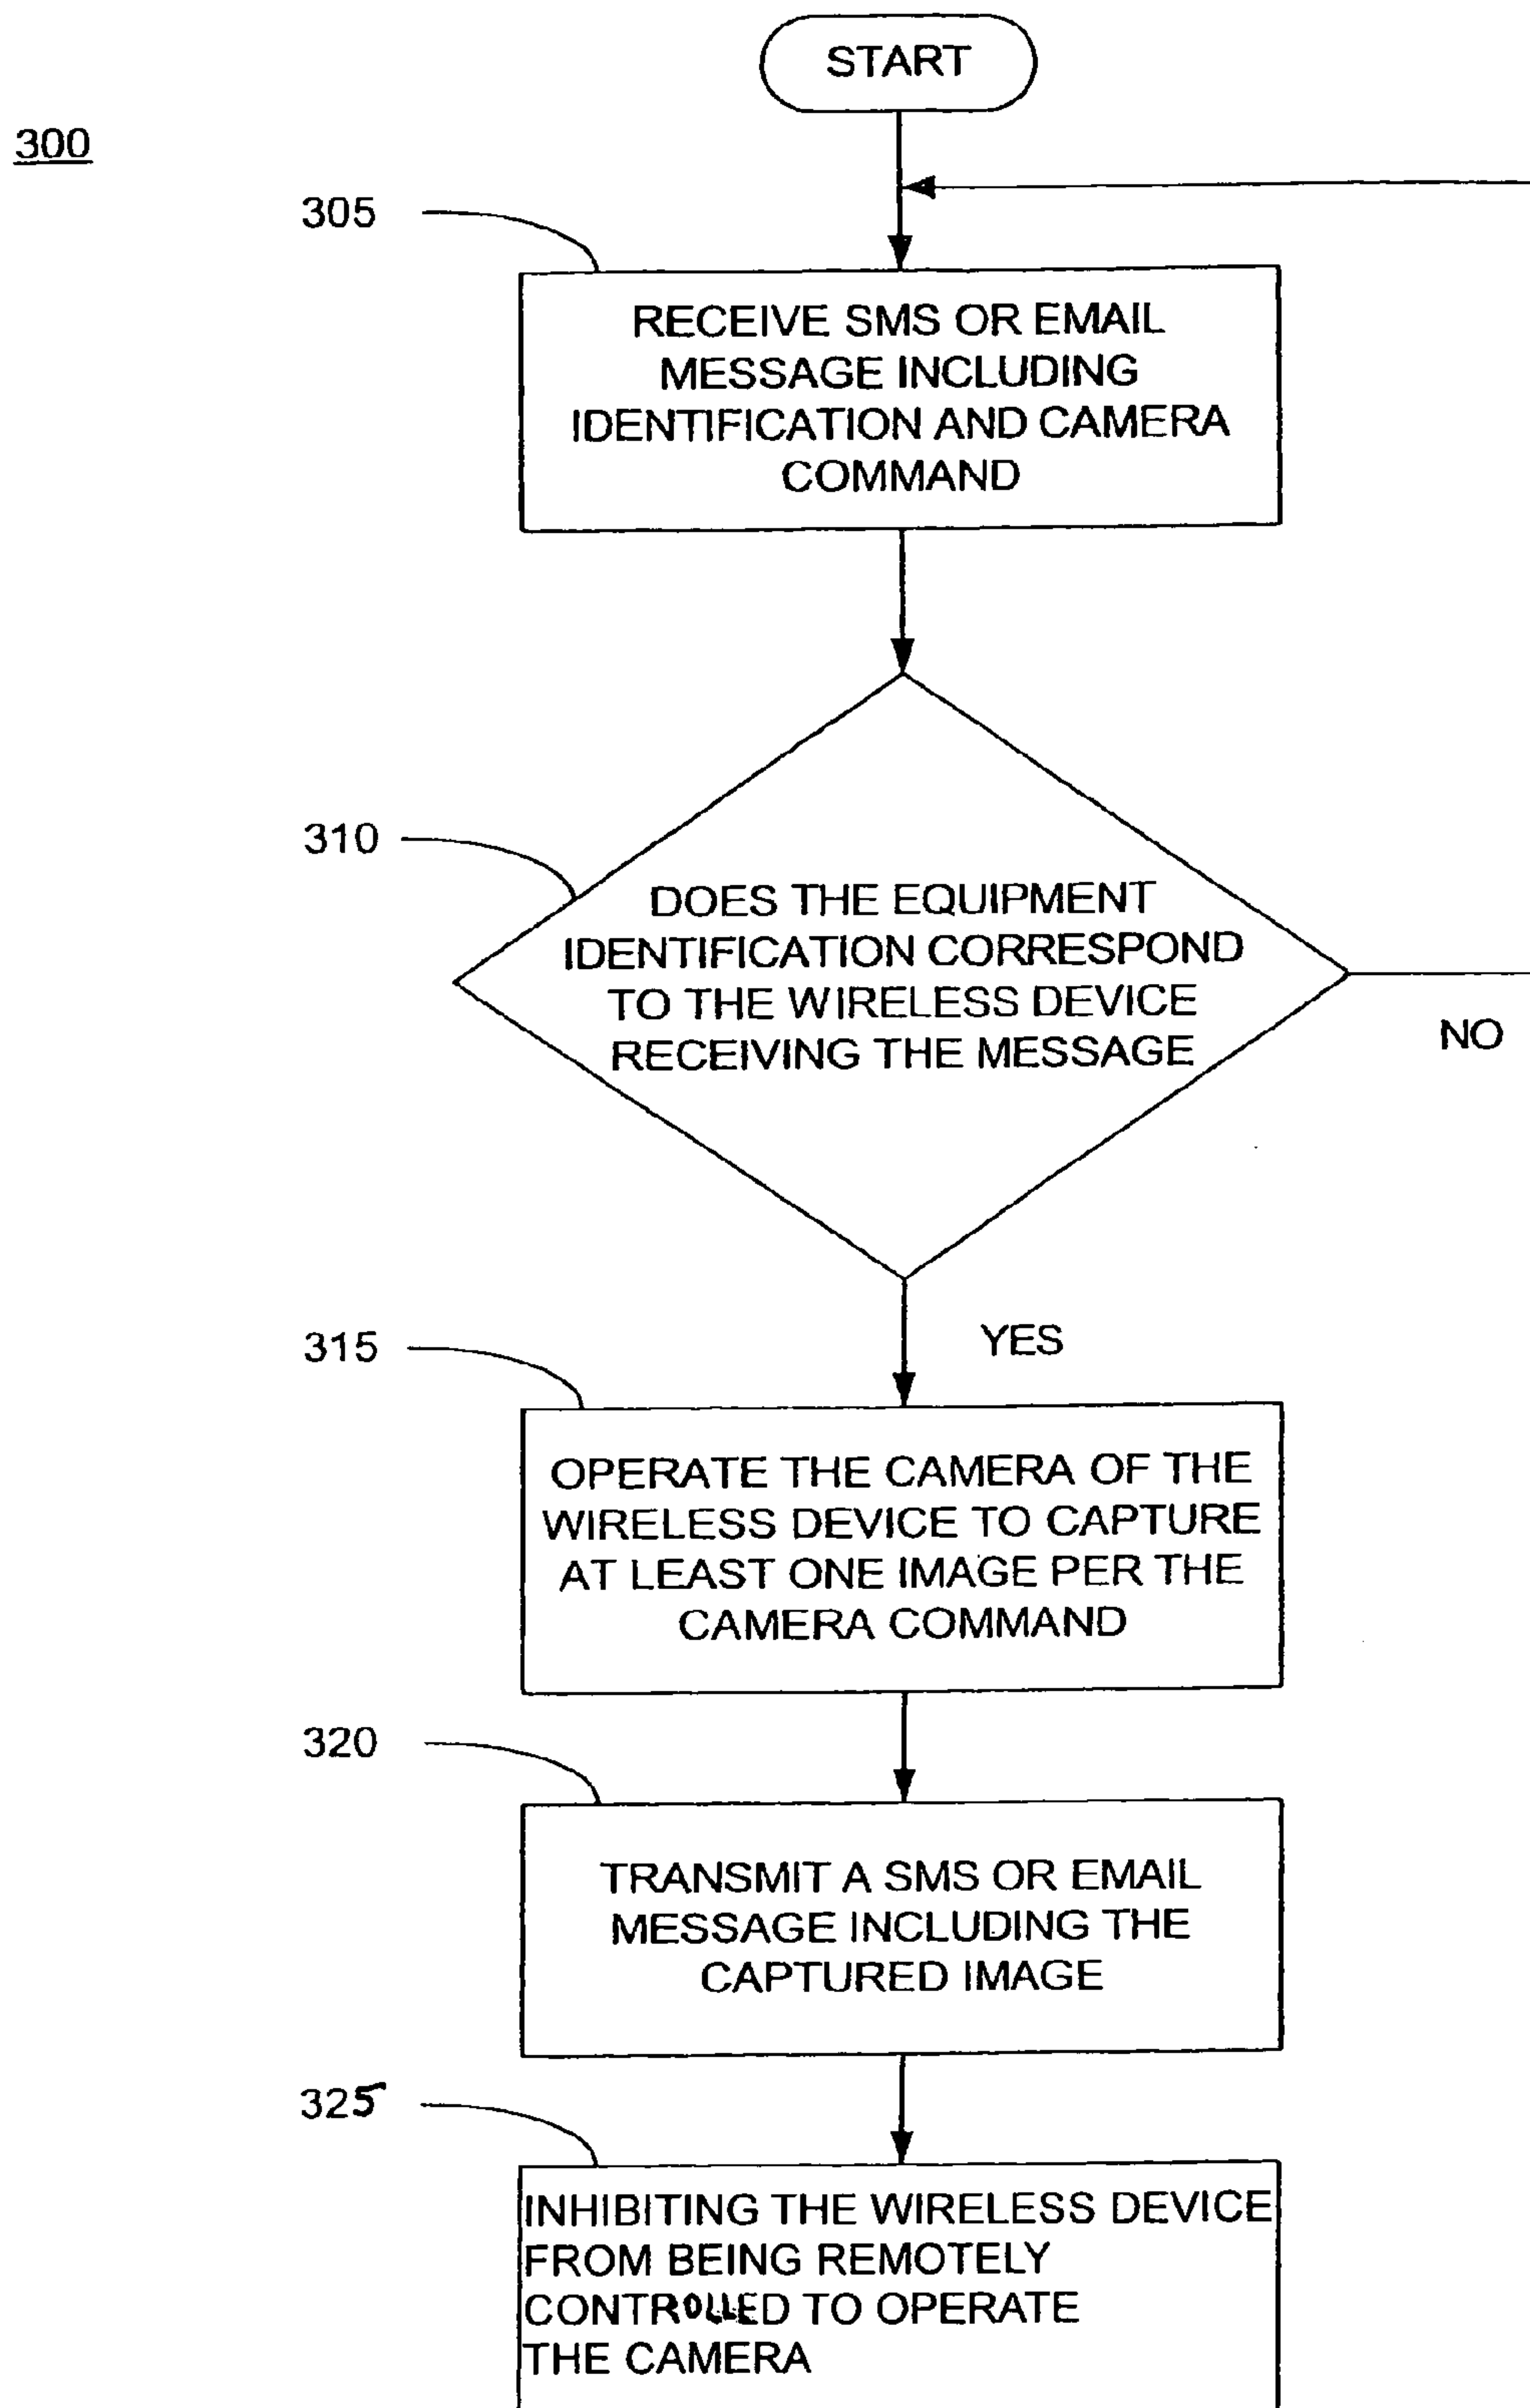 START
300
305
RECEIVE SMS OR EMAIL
MESSAGE INCLUDING
IDENTIFICATION AND CAMERA
COMMAND
310
DOES THE EQUIPMENT
IDENTIFICATION CORRESPOND
TO THE WIRELESS DEVICE
RECEIVING THE MESSAGE
NO
YES
315
OPERATE THE CAMERA OF THE
WIRELESS DEVICE TO CAPTURE
AT LEAST ONE IMAGE PER THE
CAMERA COMMAND
320
TRANSMIT A SMS OR EMAIL
MESSAGE INCLUDING THE
CAPTURED IMAGE
325
INHIBITING THE WIRELESS DEVICE
FROM BEING REMOTELY
CONTROLLED TO OPERATE
THE CAMERA